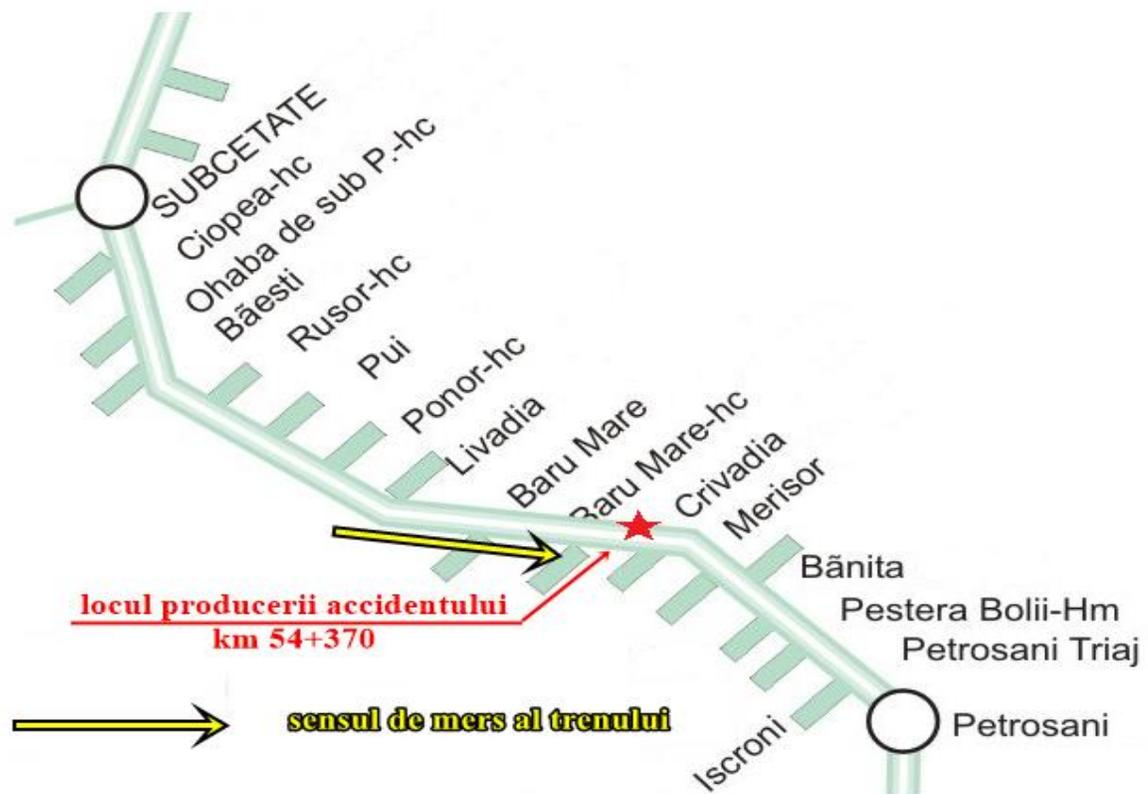 SUBCETATE
Ciopea-hc
Ohaba de sub P.-hc
Bãesti
Rusor-hc
Pui
Ponor-hc
Livadia
Baru Mare
Baru Mare-hc
Crivadia
Merisor
Bãnita
Pestera Bolii-Hm
Petrosani Triaj
Petrosani
Iscroni
locul producerii accidentului
km 54+370
sensul de mers al trenului